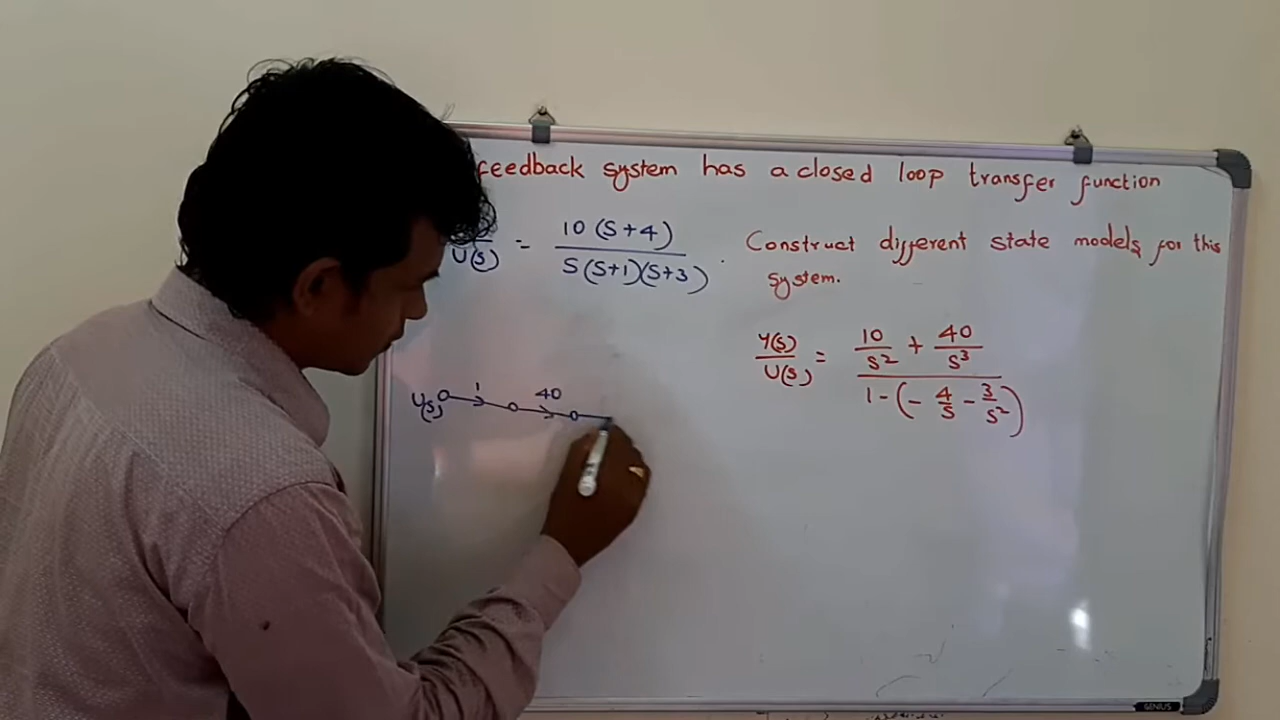 feedback system has a closed loop transfer function
U(S) = 10 (S+4) / S(S+1)(S+3) . Construct different state models for this
system.
Y(S) / U(S) = (10/S² + 40/S³) / (1 - (- 4/S - 3/S²))
U(S) 1 40
GENIUS